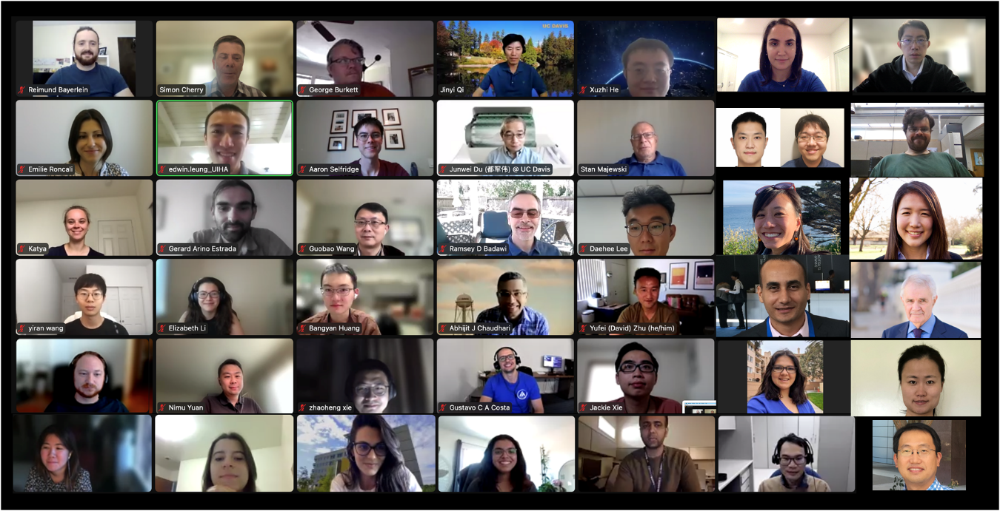 UC DAVIS
Reimund Bayerlein
Simon Cherry
George Burkett
Jinyi Qi
Xuzhi He
Emilie Roncali
edwin.leung_UIHA
Aaron Selfridge
Junwei Du (都军伟) @ UC Davis
Stan Majewski
Katya
Gerard Arino Estrada
Guobao Wang
Ramsey D Badawi
Daehee Lee
yiran wang
Elizabeth Li
Bangyan Huang
Abhijit J Chaudhari
Yufei (David) Zhu (he/him)
Nimu Yuan
zhaoheng xie
Gustavo C A Costa
Jackie Xie